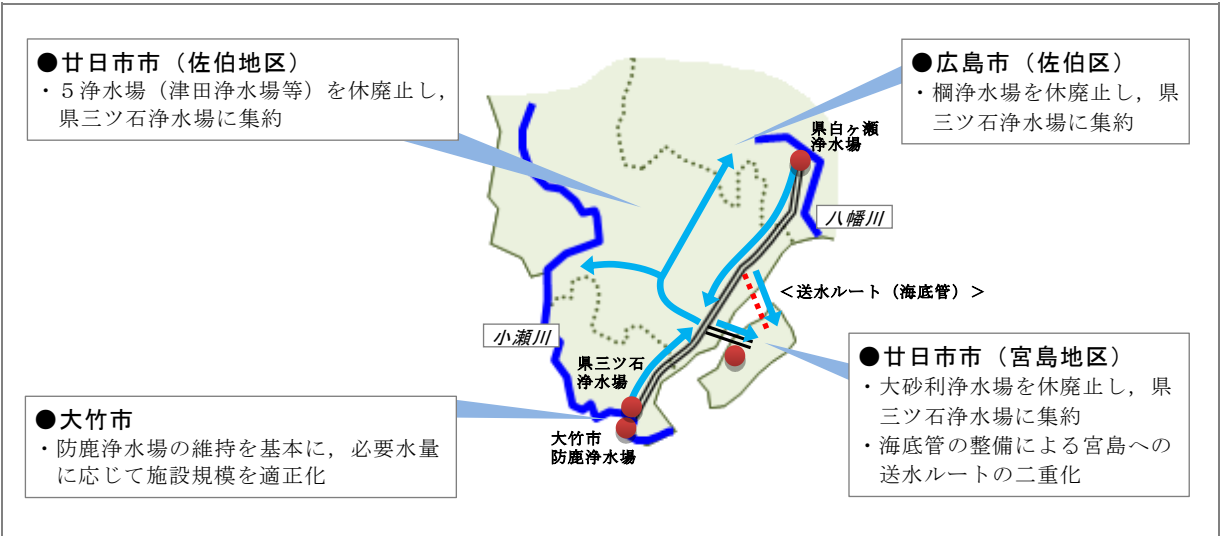 ●廿日市市（佐伯地区）
・５浄水場（津田浄水場等）を休廃止し，
県三ツ石浄水場に集約
●広島市（佐伯区）
・棡浄水場を休廃止し，県
三ツ石浄水場に集約
県白ヶ瀬
浄水場
八幡川
＜送水ルート（海底管）＞
小瀬川
県三ツ石
浄水場
●廿日市市（宮島地区）
・大砂利浄水場を休廃止し，県
三ツ石浄水場に集約
・海底管の整備による宮島への
送水ルートの二重化
●大竹市
・防鹿浄水場の維持を基本に，必要水量
に応じて施設規模を適正化
大竹市
防鹿浄水場